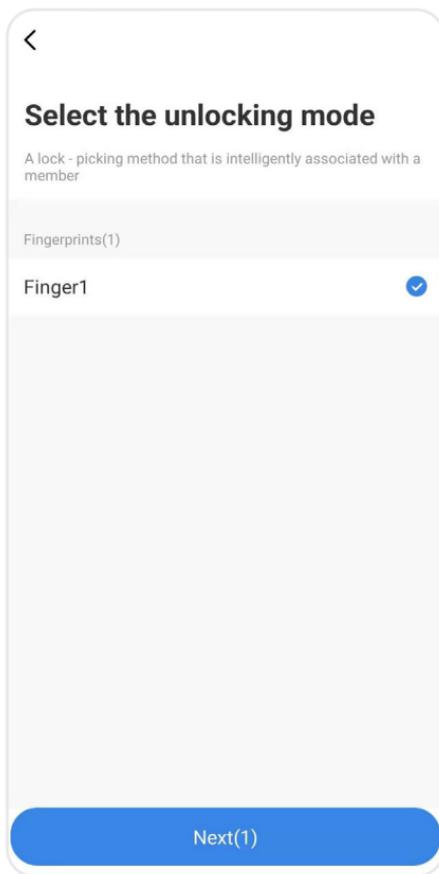 Select the unlocking mode
A lock - picking method that is intelligently associated with a
member
Fingerprints(1)
Finger1
Next(1)